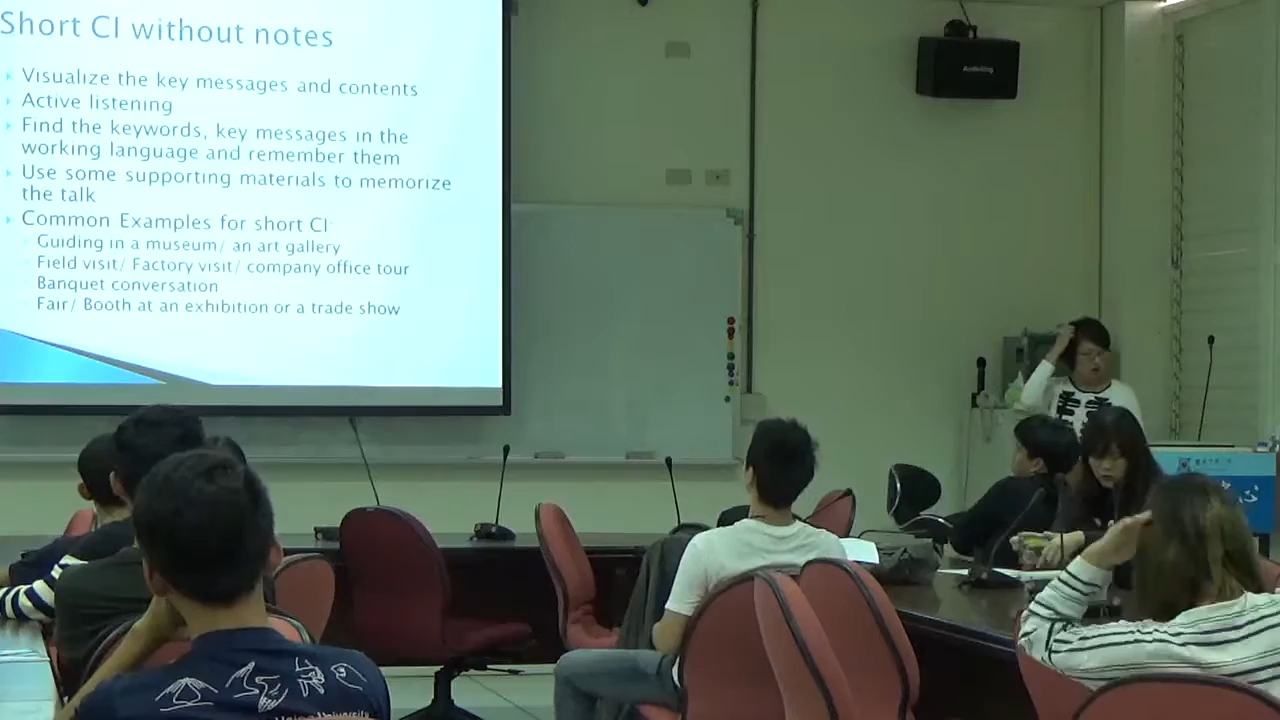 Short CI without notes
Visualize the key messages and contents
Active listening
Find the keywords, key messages in the
working language and remember them
Use some supporting materials to memorize
the talk
Common Examples for short CI
Guiding in a museum/ an art gallery
Field visit/ Factory visit/ company office tour
Banquet conversation
Fair/ Booth at an exhibition or a trade show
University